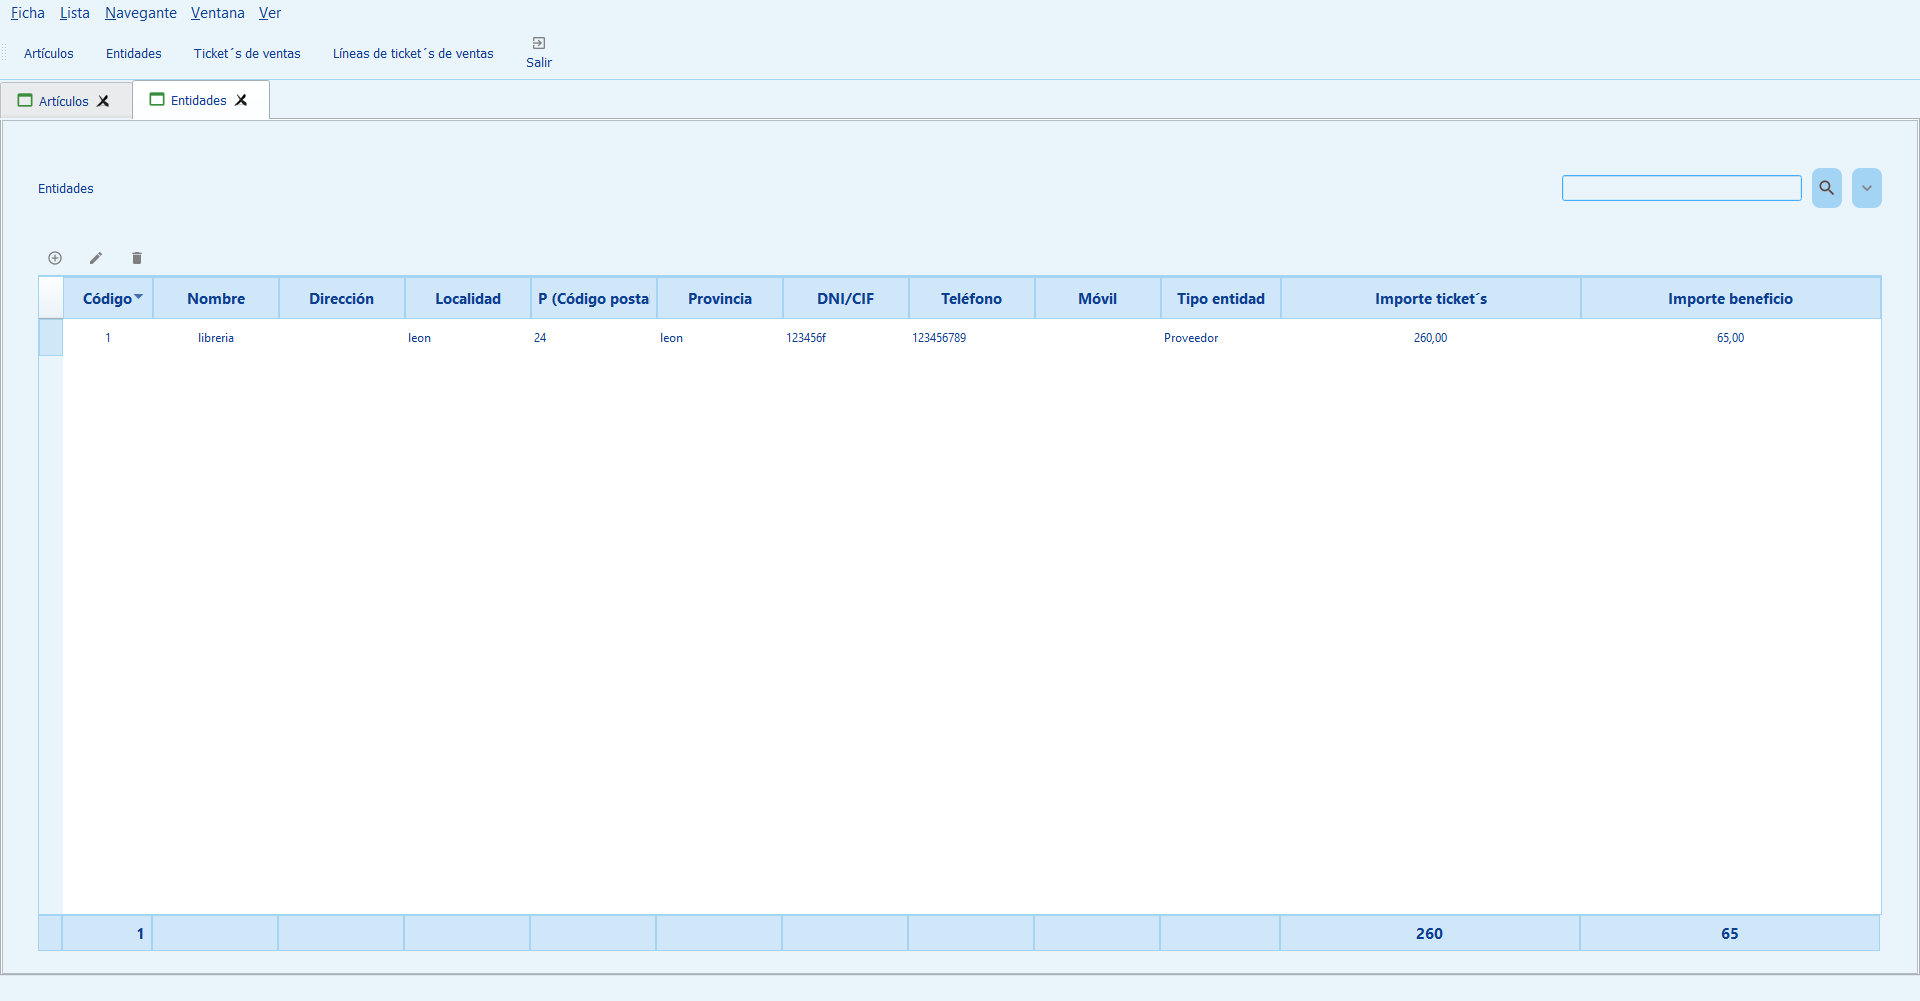 Ficha Lista Navegante Ventana Ver
Artículos Entidades Ticket´s de ventas Líneas de ticket´s de ventas Salir
Artículos Entidades
Entidades
Código Nombre Dirección Localidad P (Código posta Provincia DNI/CIF Teléfono Móvil Tipo entidad Importe ticket´s Importe beneficio
1 libreria leon 24 leon 123456f 123456789 Proveedor 260,00 65,00
1 260 65